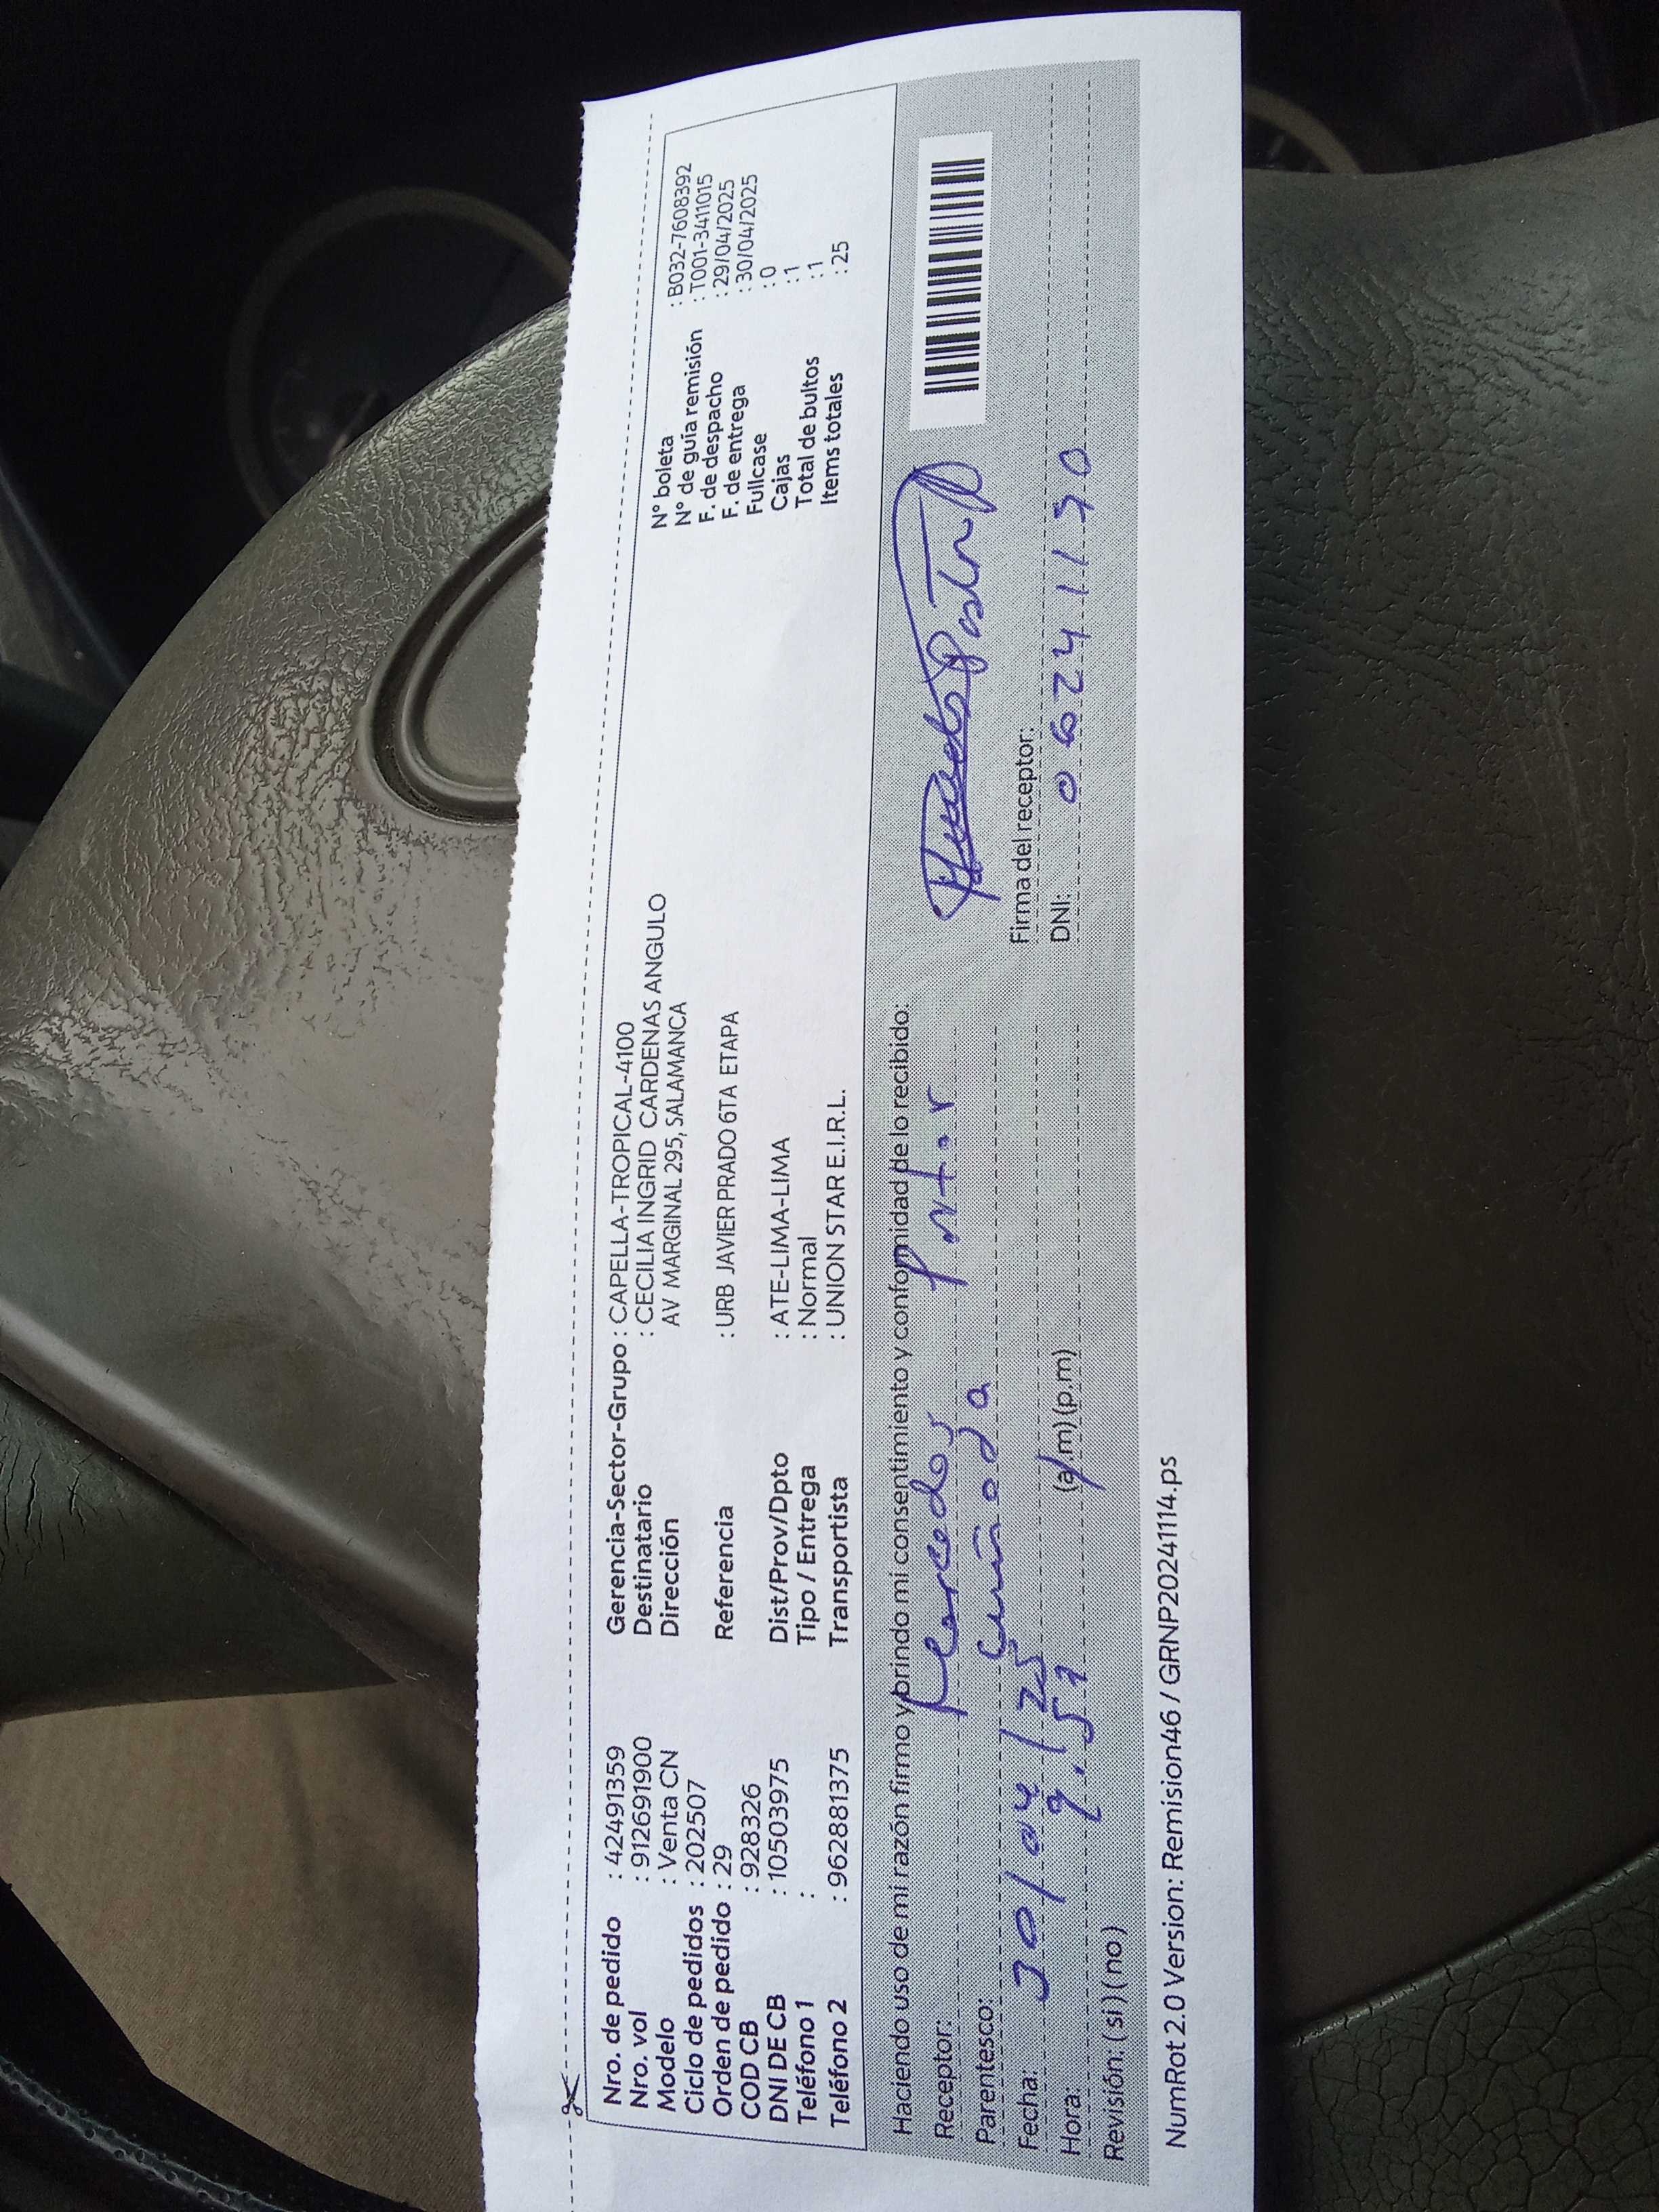 Nro. de pedido : 42491359
Nro. vol : 912691900
Modelo : Venta CN
Ciclo de pedidos : 202507
Orden de pedido : 29
COD CB : 928326
DNI DE CB : 10503975
Teléfono 1 :
Teléfono 2 : 962881375
Gerencia-Sector-Grupo : CAPELLA-TROPICAL-4100
Destinatario : CECILIA INGRID CARDENAS ANGULO
Dirección AV MARGINAL 295, SALAMANCA
Referencia : URB JAVIER PRADO 6TA ETAPA
Dist/Prov/Dpto : ATE-LIMA-LIMA
Tipo / Entrega : Normal
Transportista : UNION STAR E.I.R.L.
N° boleta : B032-7608392
N° de guía remisión : T001-3411015
F. de despacho : 29/04/2025
F. de entrega : 30/04/2025
Fullcase : 0
Cajas : 1
Total de bultos : 1
Items totales : 25
Haciendo uso de mi razón firmo y brindo mi consentimiento y conformidad de lo recibido:
Receptor:
Parentesco: Cuñada
Fecha: 30/04/25
Hora: 9.57 (a.m)(p.m)
Revisión: (si)(no)
Firma del receptor:
DNI: 06241130
NumRot 2.0 Version: Remision46 / GRNP20241114.ps